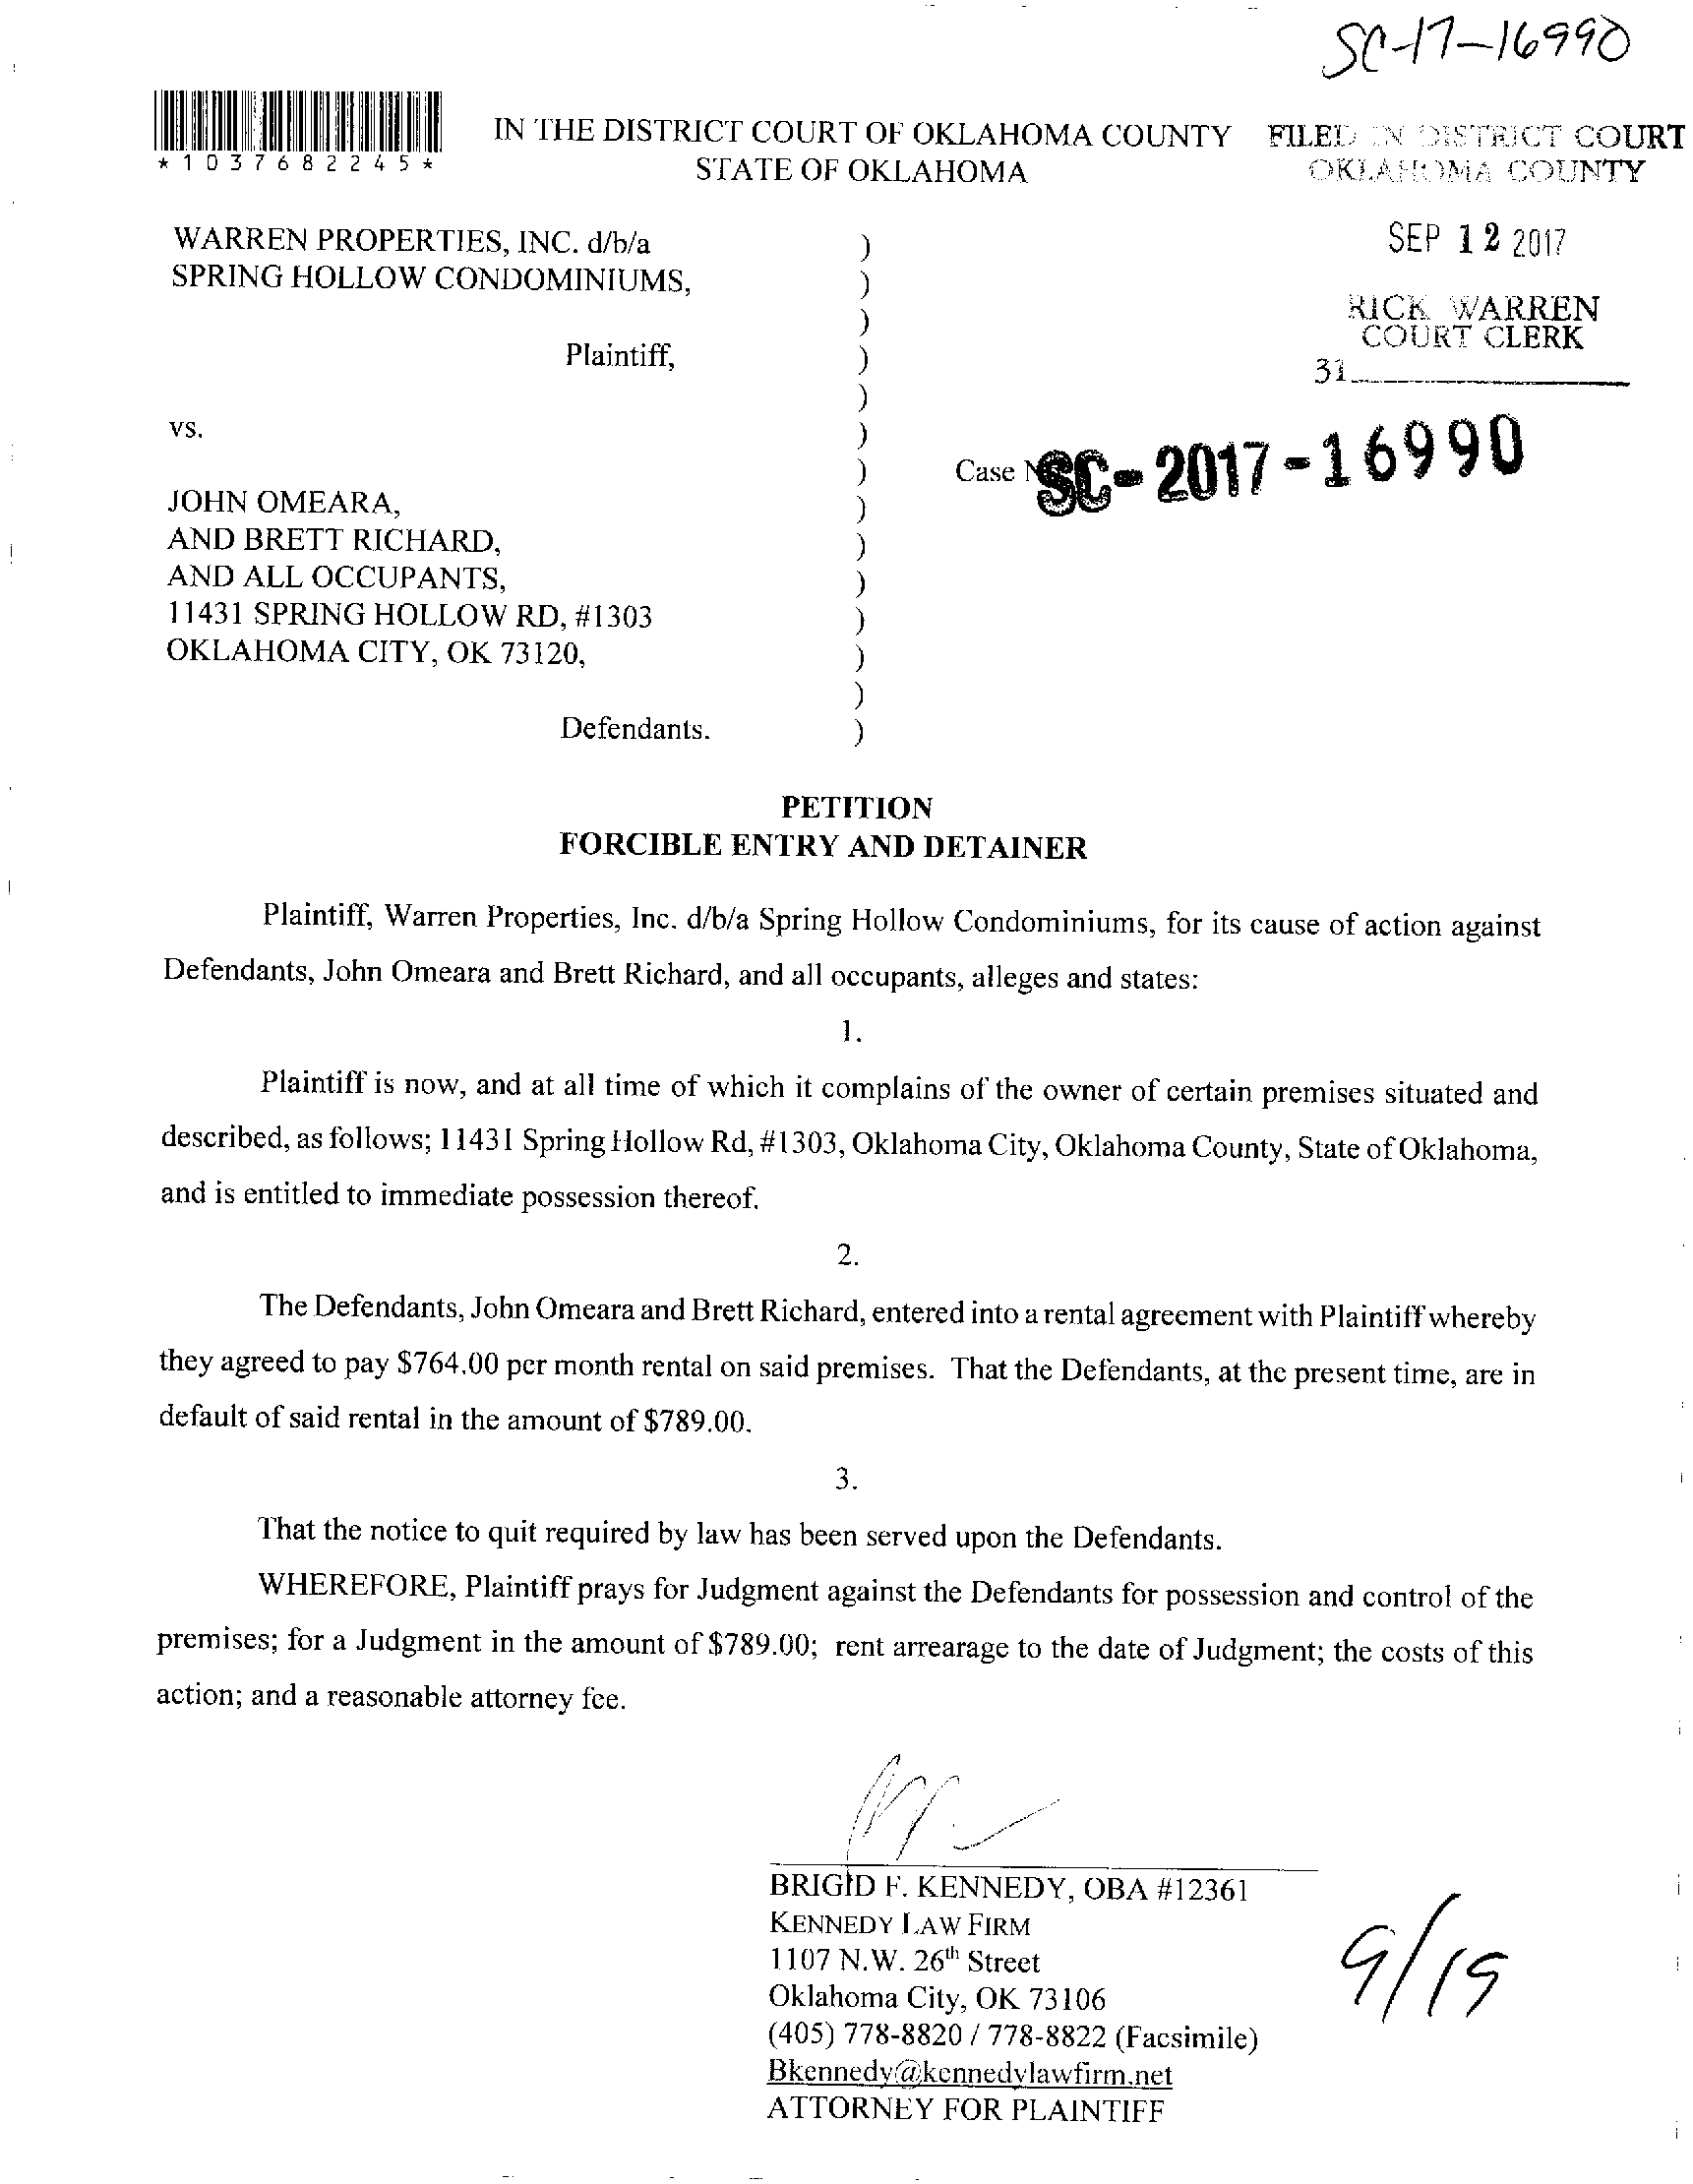 SC-17-16990
*1037682245*
IN THE DISTRICT COURT OF OKLAHOMA COUNTY
STATE OF OKLAHOMA
FILED IN DISTRICT COURT
OKLAHOMA COUNTY
SEP 12 2017
RICK WARREN
COURT CLERK
31
WARREN PROPERTIES, INC. d/b/a )
SPRING HOLLOW CONDOMINIUMS, )
)
Plaintiff, )
)
vs. )
) Case SC-2017-16990
JOHN OMEARA, )
AND BRETT RICHARD, )
AND ALL OCCUPANTS, )
11431 SPRING HOLLOW RD, #1303 )
OKLAHOMA CITY, OK 73120, )
)
Defendants. )
PETITION
FORCIBLE ENTRY AND DETAINER
Plaintiff, Warren Properties, Inc. d/b/a Spring Hollow Condominiums, for its cause of action against
Defendants, John Omeara and Brett Richard, and all occupants, alleges and states:
1.
Plaintiff is now, and at all time of which it complains of the owner of certain premises situated and
described, as follows; 11431 Spring Hollow Rd, #1303, Oklahoma City, Oklahoma County, State of Oklahoma,
and is entitled to immediate possession thereof.
2.
The Defendants, John Omeara and Brett Richard, entered into a rental agreement with Plaintiff whereby
they agreed to pay $764.00 per month rental on said premises. That the Defendants, at the present time, are in
default of said rental in the amount of $789.00.
3.
That the notice to quit required by law has been served upon the Defendants.
WHEREFORE, Plaintiff prays for Judgment against the Defendants for possession and control of the
premises; for a Judgment in the amount of $789.00; rent arrearage to the date of Judgment; the costs of this
action; and a reasonable attorney fee.
BRIGID F. KENNEDY, OBA #12361
KENNEDY LAW FIRM
1107 N.W. 26th Street
Oklahoma City, OK 73106
(405) 778-8820 / 778-8822 (Facsimile)
Bkennedy@kennedylawfirm.net
ATTORNEY FOR PLAINTIFF
9/19